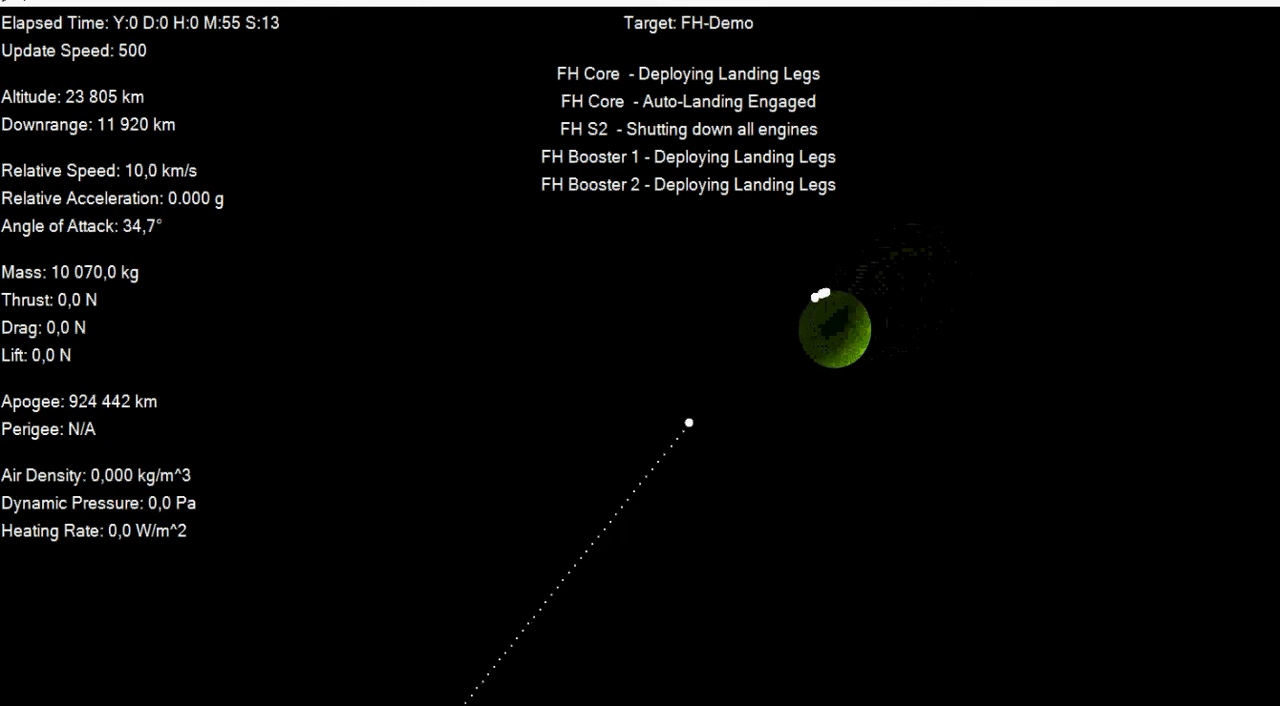 Elapsed Time: Y:0 D:0 H:0 M:55 S:13
Update Speed: 500
Altitude: 23 805 km
Downrange: 11 920 km
Relative Speed: 10,0 km/s
Relative Acceleration: 0.000 g
Angle of Attack: 34,7°
Mass: 10 070,0 kg
Thrust: 0,0 N
Drag: 0,0 N
Lift: 0,0 N
Apogee: 924 442 km
Perigee: N/A
Air Density: 0,000 kg/m^3
Dynamic Pressure: 0,0 Pa
Heating Rate: 0,0 W/m^2
Target: FH-Demo
FH Core - Deploying Landing Legs
FH Core - Auto-Landing Engaged
FH S2 - Shutting down all engines
FH Booster 1 - Deploying Landing Legs
FH Booster 2 - Deploying Landing Legs